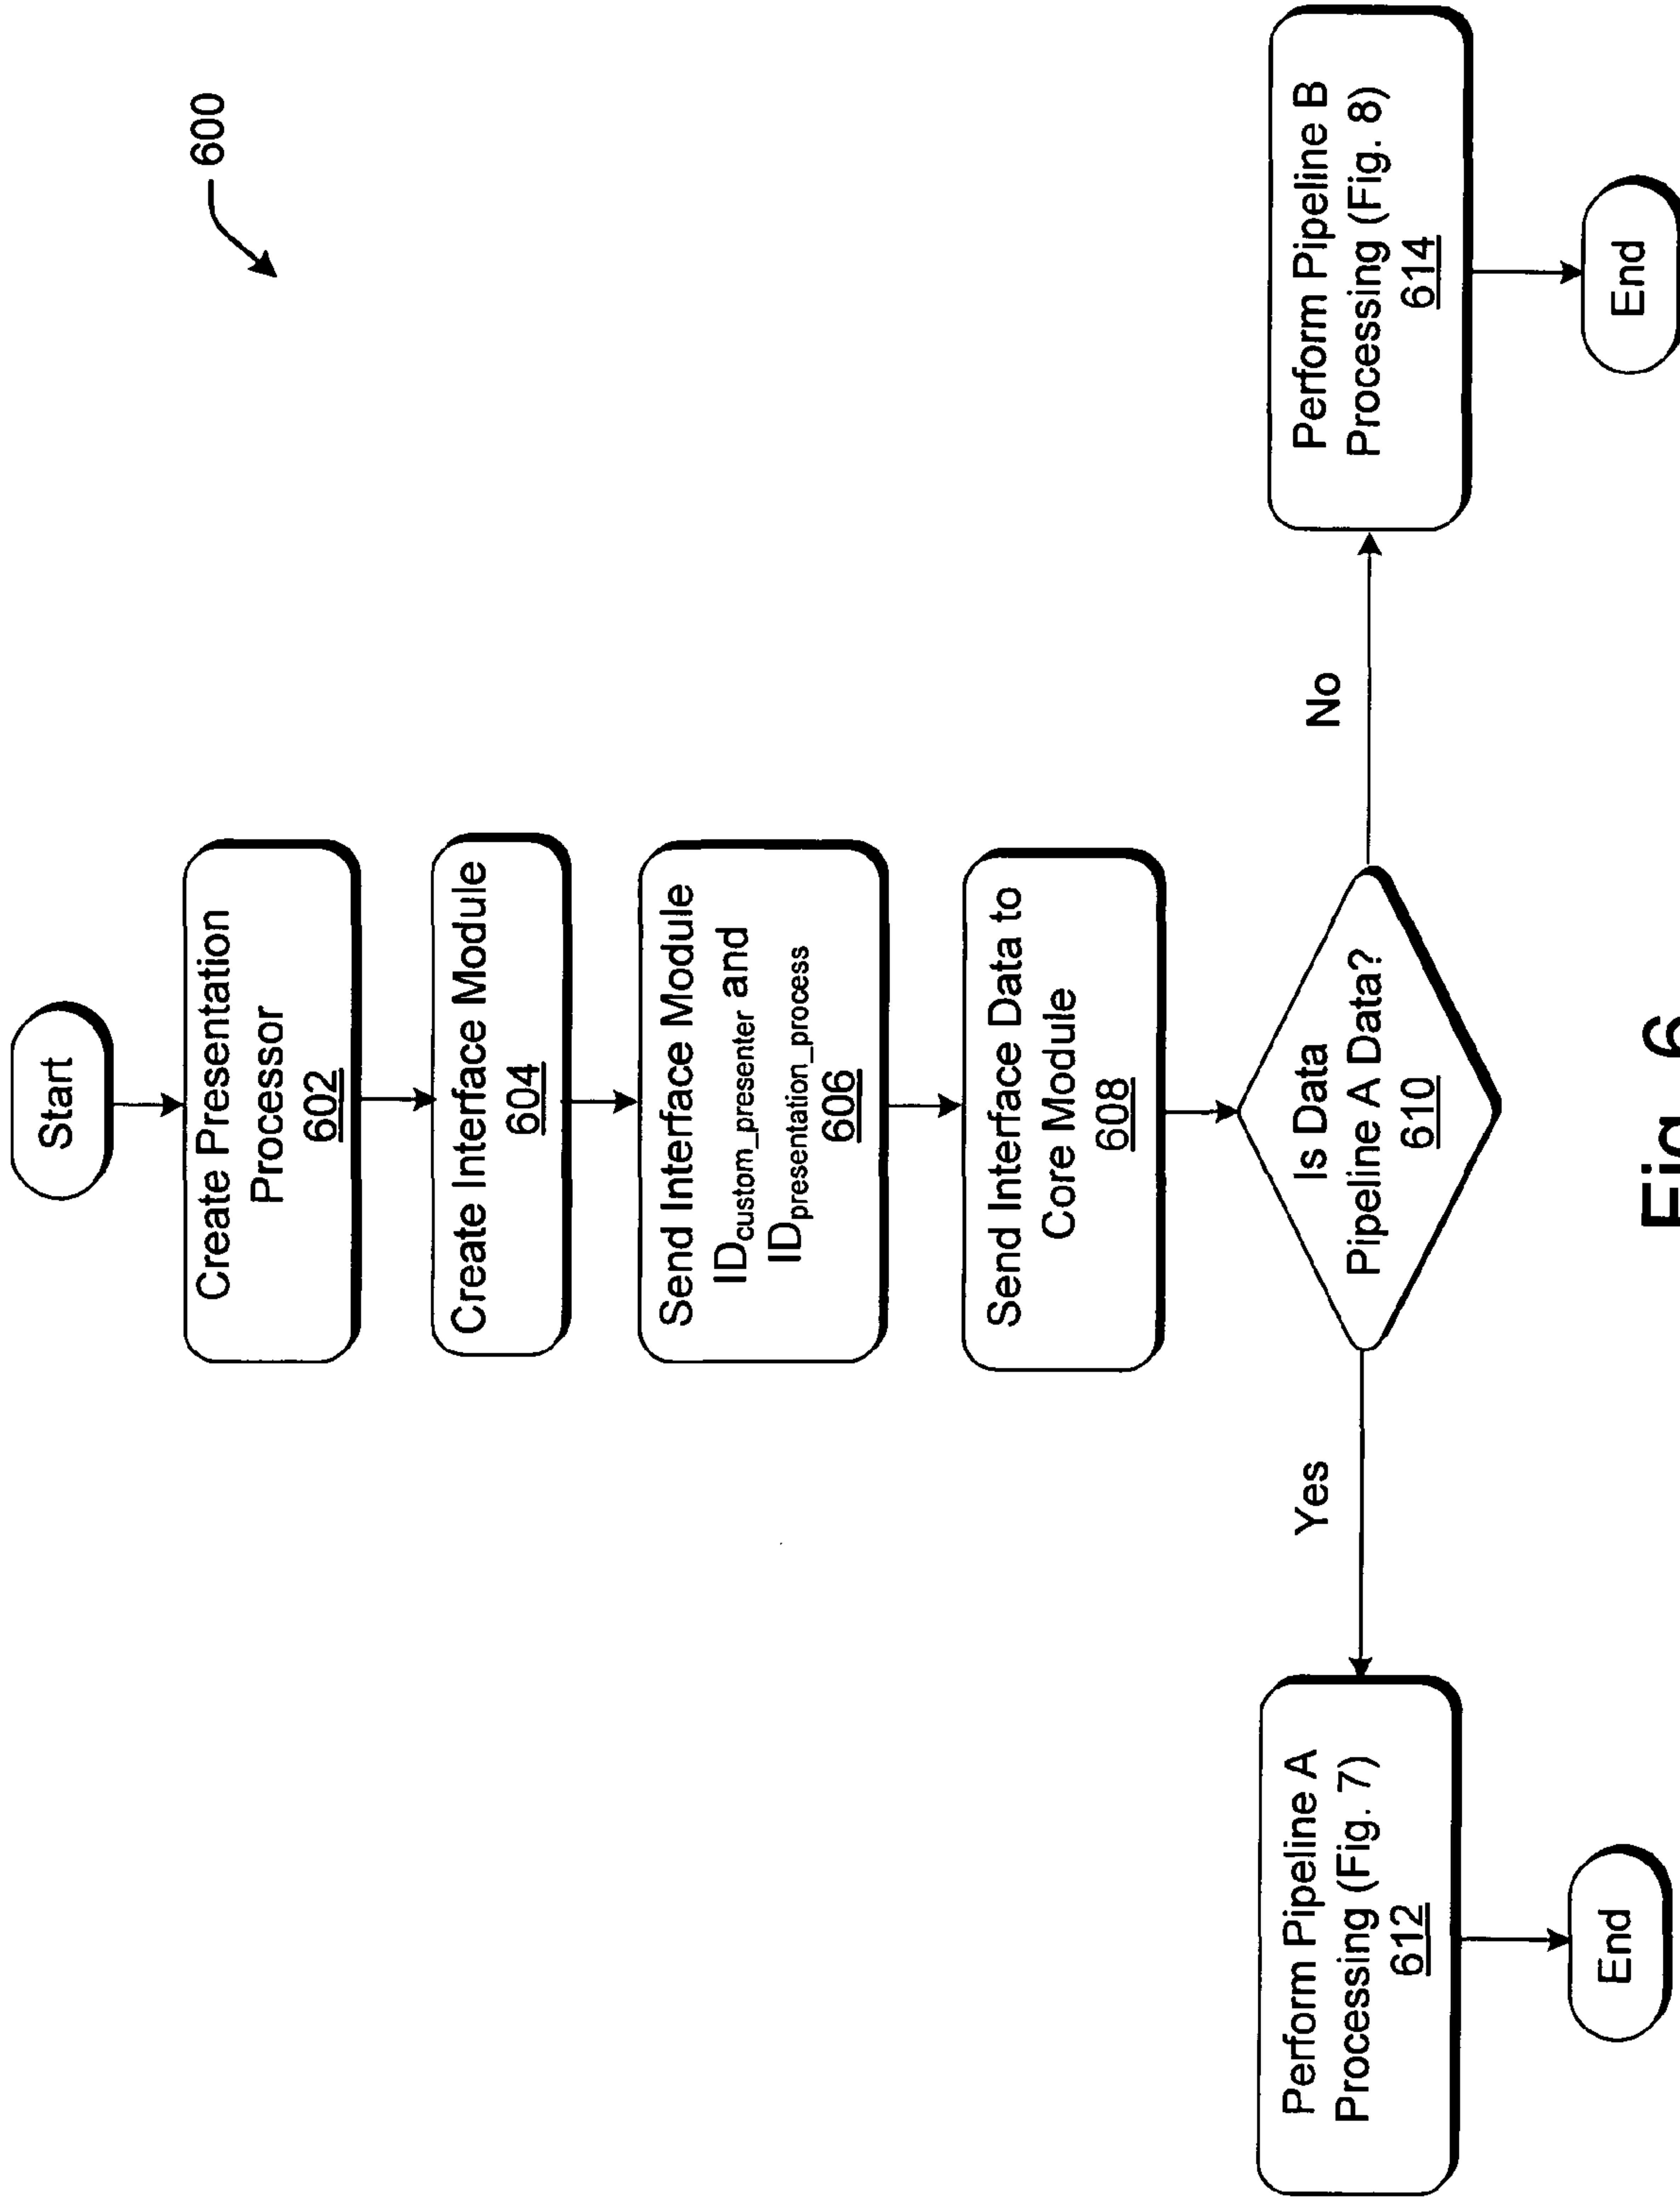 600
Start
Create Presentation
Processor
602
Create Interface Module
604
Send Interface Module
IDcustom_presenter and
IDpresentation_process
606
Send Interface Data to
Core Module
608
Is Data
Pipeline A Data?
610
Yes
No
Perform Pipeline A
Processing (Fig. 7)
612
End
Perform Pipeline B
Processing (Fig. 8)
614
End
Fig. 6